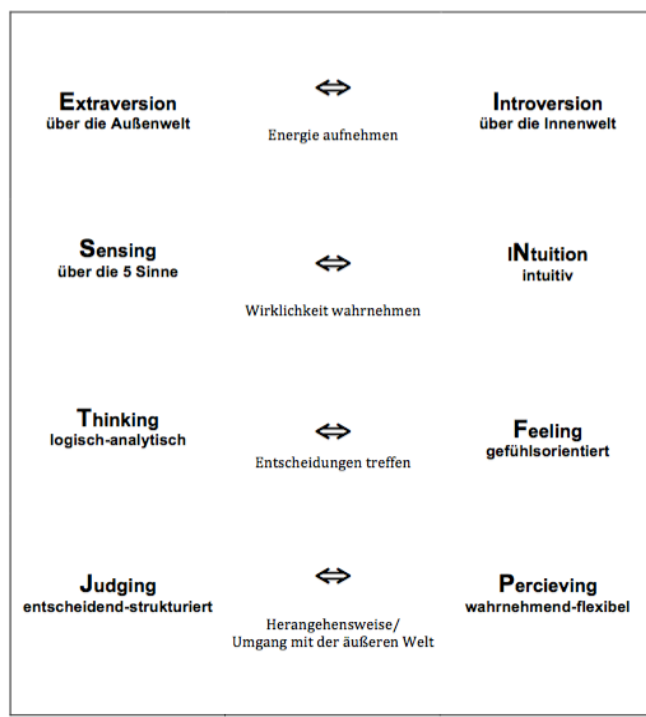 Extraversion
über die Außenwelt
⇔
Energie aufnehmen
Introversion
über die Innenwelt
Sensing
über die 5 Sinne
⇔
Wirklichkeit wahrnehmen
INtuition
intuitiv
Thinking
logisch-analytisch
⇔
Entscheidungen treffen
Feeling
gefühlsorientiert
Judging
entscheidend-strukturiert
⇔
Herangehensweise/
Umgang mit der äußeren Welt
Percieving
wahrnehmend-flexibel